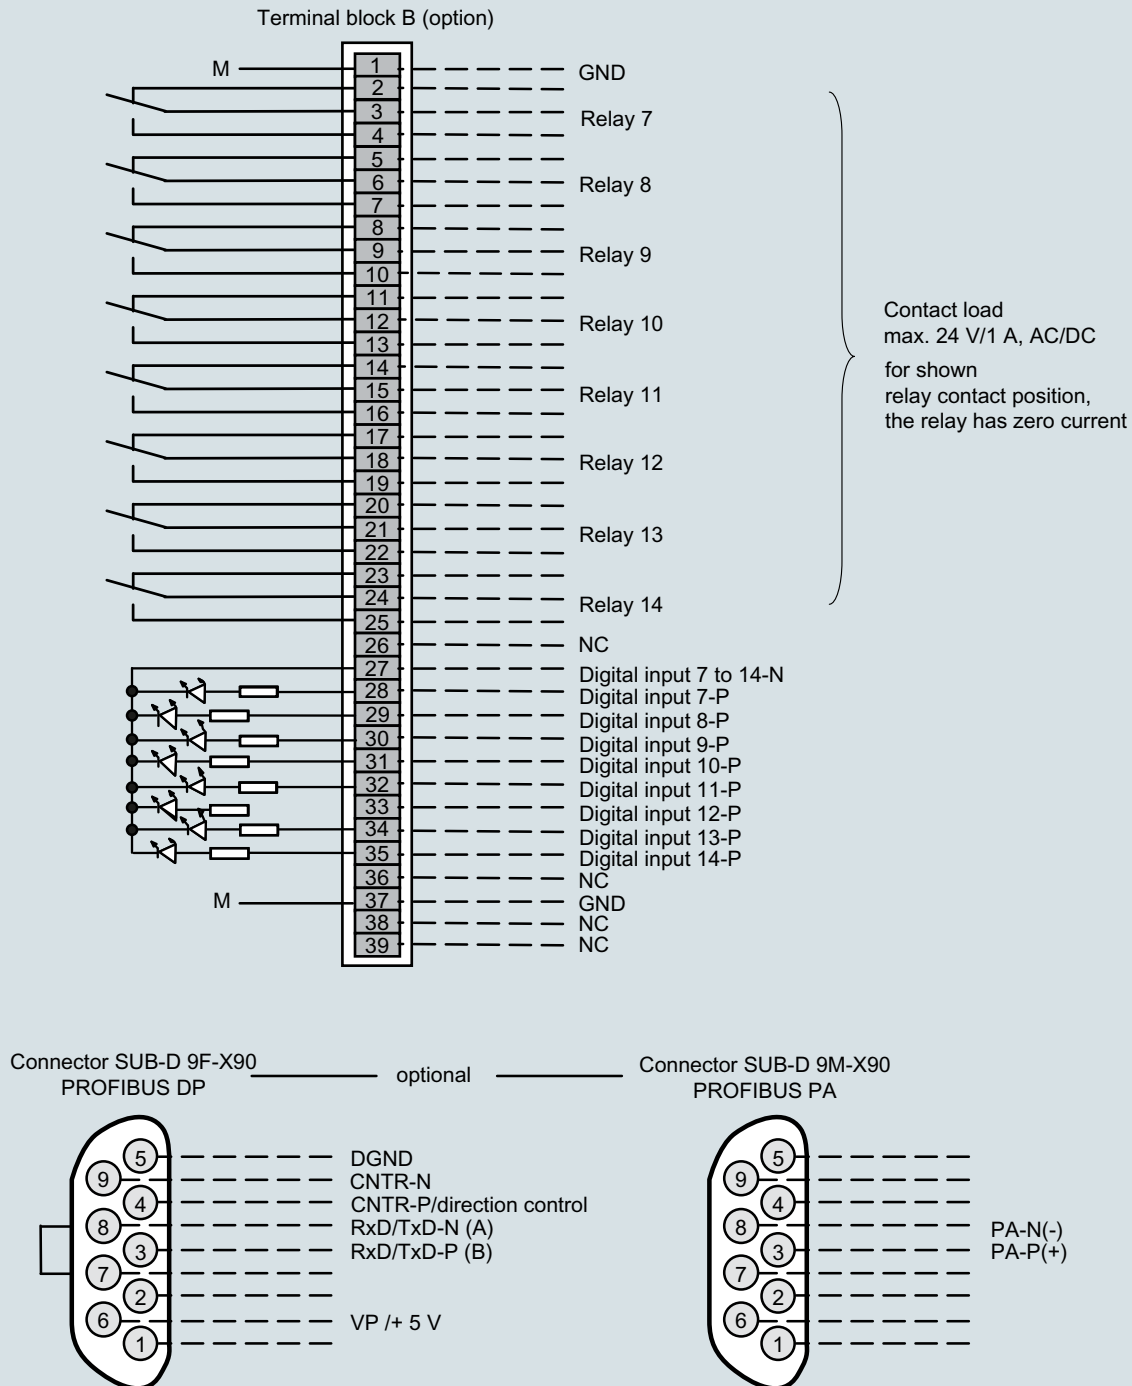 Terminal block B (option)
M 1 GND
2
3 Relay 7
4
5
6 Relay 8
7
8
9 Relay 9
10
11
12 Relay 10
13
14
15 Relay 11
16
17
18 Relay 12
19
20
21 Relay 13
22
23
24 Relay 14
25
26 NC
27 Digital input 7 to 14-N
28 Digital input 7-P
29 Digital input 8-P
30 Digital input 9-P
31 Digital input 10-P
32 Digital input 11-P
33 Digital input 12-P
34 Digital input 13-P
35 Digital input 14-P
36 NC
M 37 GND
38 NC
39 NC
Contact load
max. 24 V/1 A, AC/DC
for shown
relay contact position,
the relay has zero current
Connector SUB-D 9F-X90
PROFIBUS DP
optional
Connector SUB-D 9M-X90
PROFIBUS PA
5 DGND
9 CNTR-N
4 CNTR-P/direction control
8 RxD/TxD-N (A)
3 RxD/TxD-P (B)
7
2
6 VP /+ 5 V
1
5
9
4
8 PA-N(-)
3 PA-P(+)
7
2
6
1